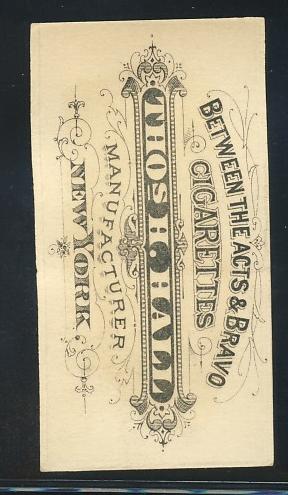 BETWEEN THE ACTS & BRAVO
CIGARETTES
THOS H HALL
MANUFACTURER
NEW YORK